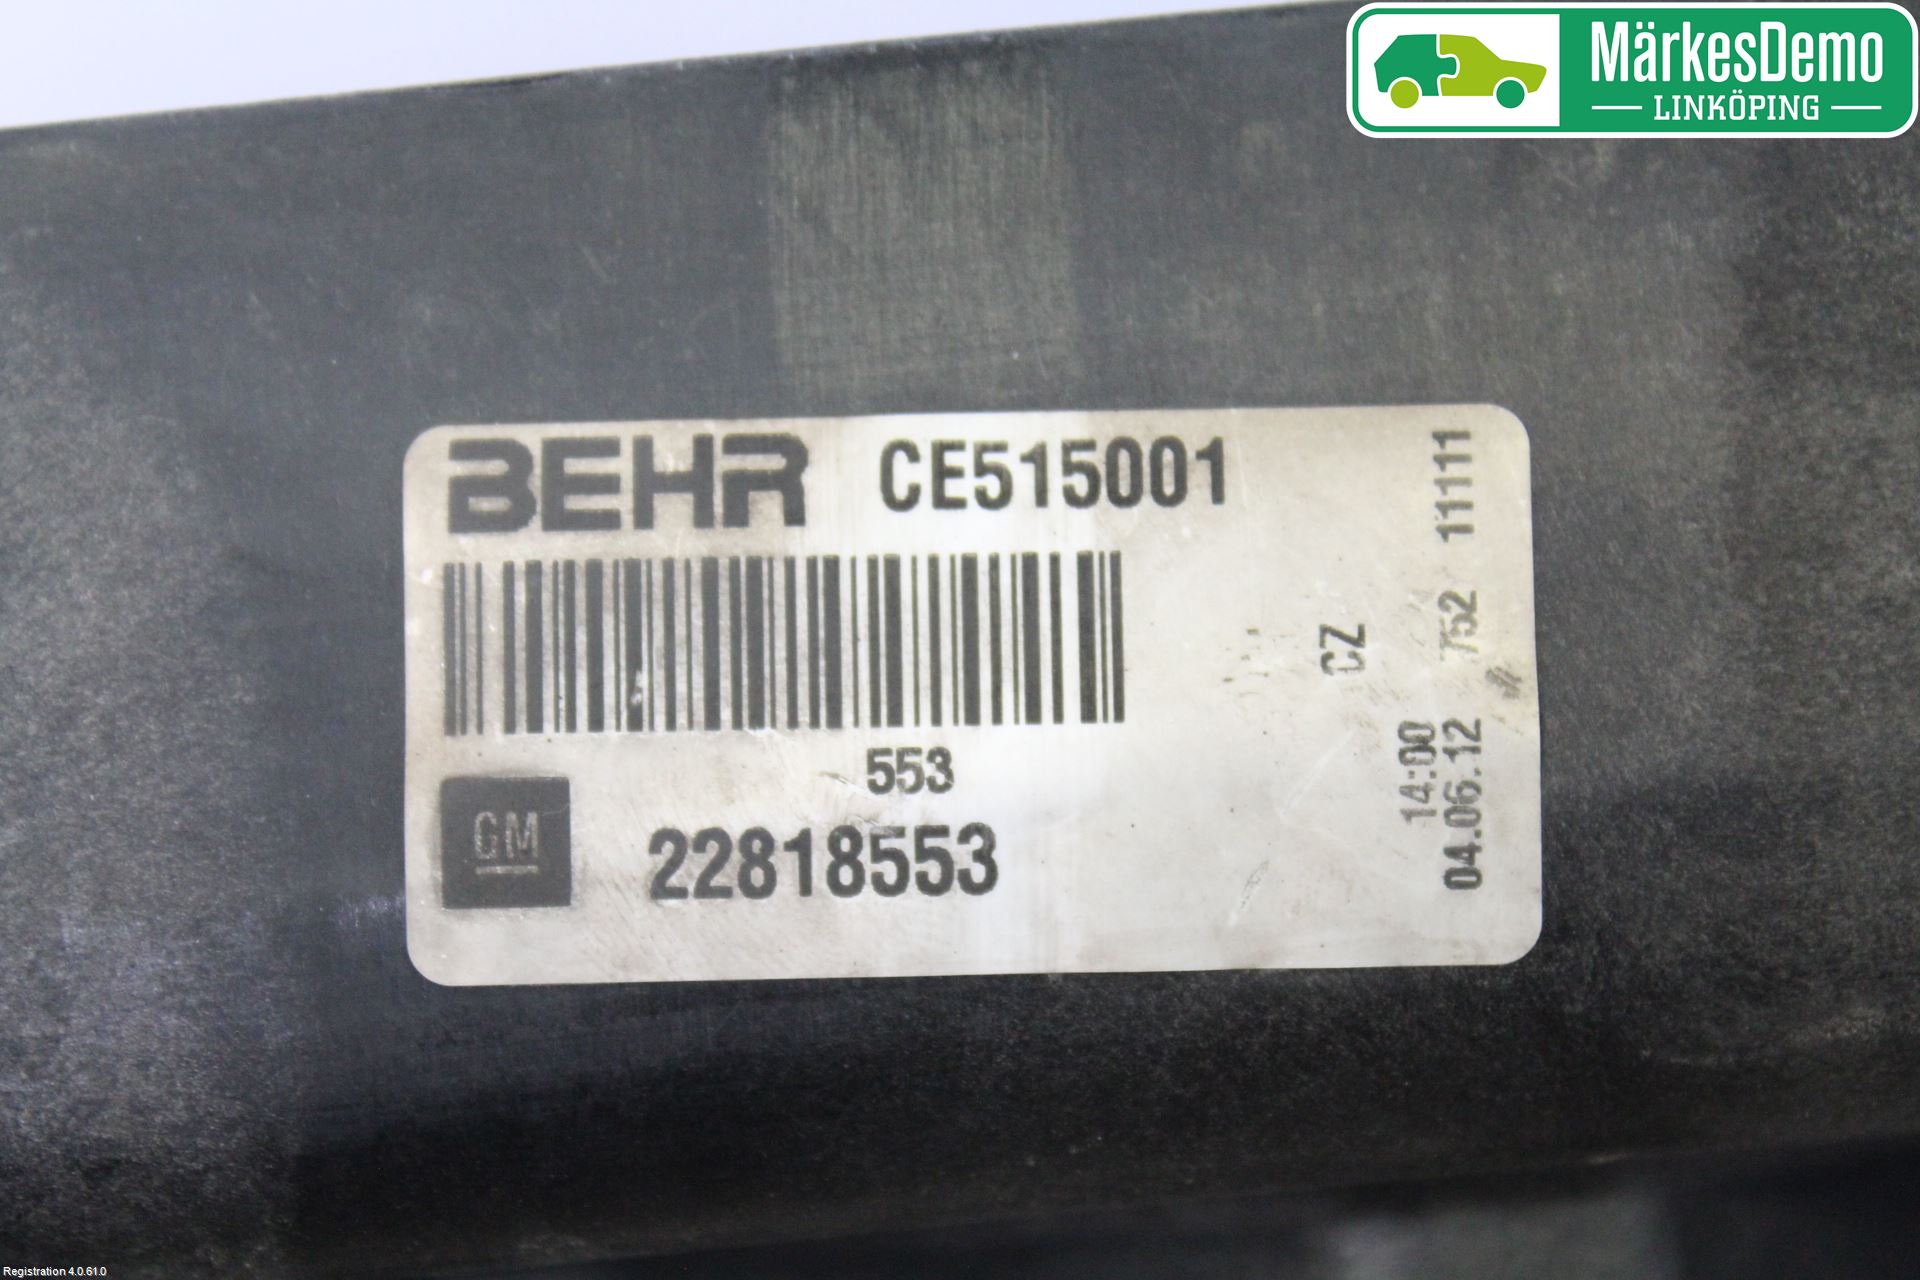 MärkesDemo
LINKÖPING
BEHR CE515001
553
GM 22818553
CZ
752 11111
14:00
04.06.12
Registration 4.0.61.0